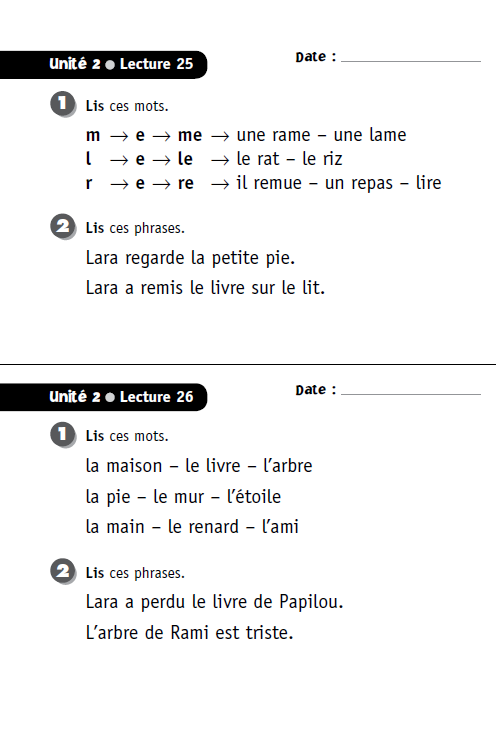 Unité 2 ● Lecture 25
Date :
1 Lis ces mots.
m → e → me → une rame – une lame
l → e → le → le rat – le riz
r → e → re → il remue – un repas – lire
2 Lis ces phrases.
Lara regarde la petite pie.
Lara a remis le livre sur le lit.
Unité 2 ● Lecture 26
Date :
1 Lis ces mots.
la maison – le livre – l'arbre
la pie – le mur – l'étoile
la main – le renard – l'ami
2 Lis ces phrases.
Lara a perdu le livre de Papilou.
L'arbre de Rami est triste.